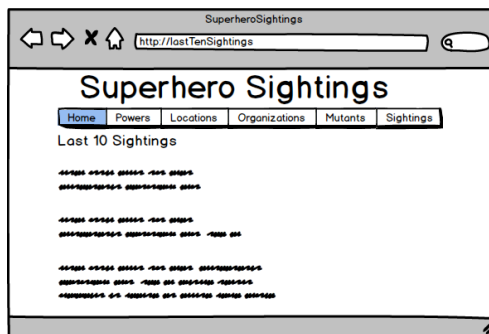 SuperheroSightings
http://lastTenSightings
Superhero Sightings
Home Powers Locations Organizations Mutants Sightings
Last 10 Sightings